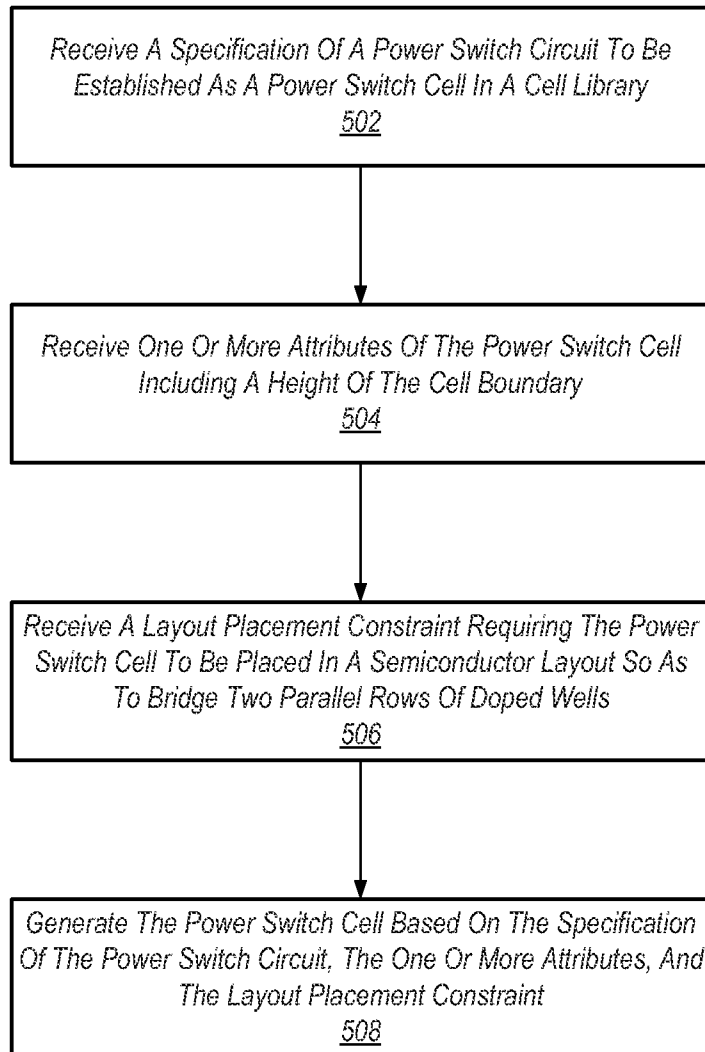 Receive A Specification Of A Power Switch Circuit To Be
Established As A Power Switch Cell In A Cell Library
502
Receive One Or More Attributes Of The Power Switch Cell
Including A Height Of The Cell Boundary
504
Receive A Layout Placement Constraint Requiring The Power
Switch Cell To Be Placed In A Semiconductor Layout So As
To Bridge Two Parallel Rows Of Doped Wells
506
Generate The Power Switch Cell Based On The Specification
Of The Power Switch Circuit, The One Or More Attributes, And
The Layout Placement Constraint
508